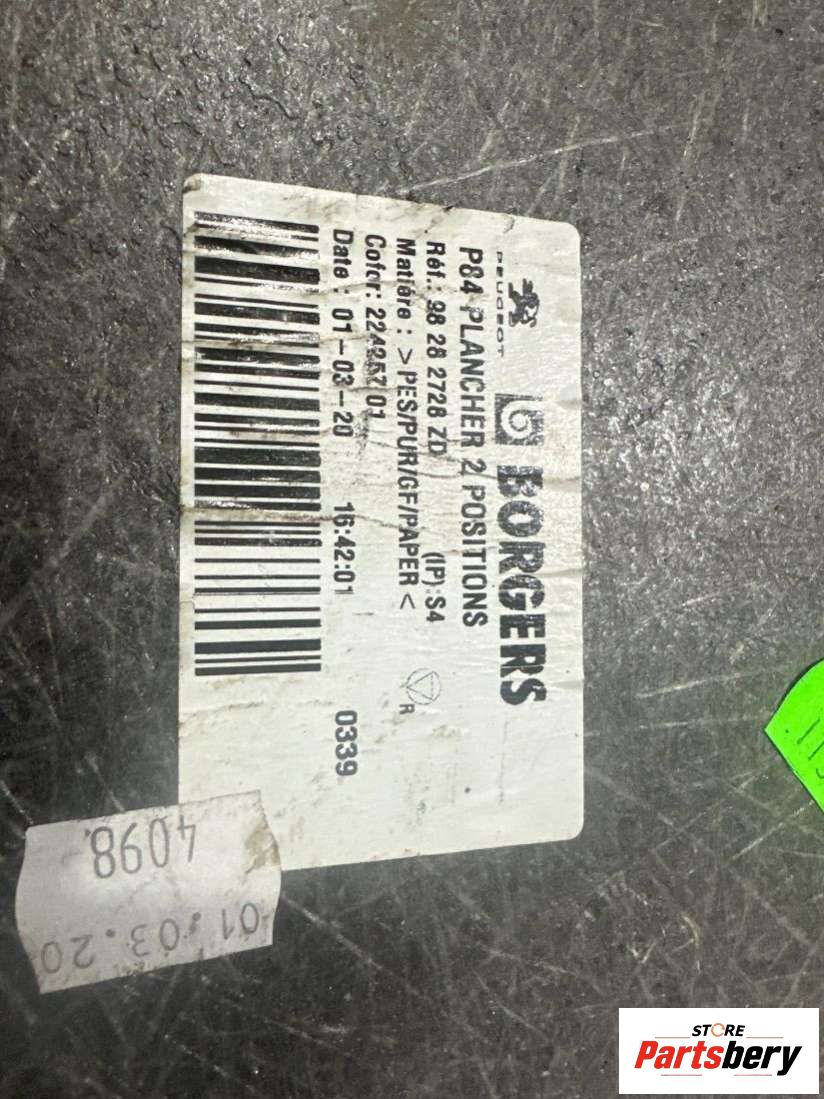 PEUGEOT
BORGERS
P84 PLANCHER 2 POSITIONS
Réf.: 98 28 2728 ZD (IP):S4
Matière : >PES/PUR/GF/PAPER<
R
Cofor: 224257 01
Date : 01-03-20 16:42:01 0339
4098
01.03.20
STORE
Partsbery